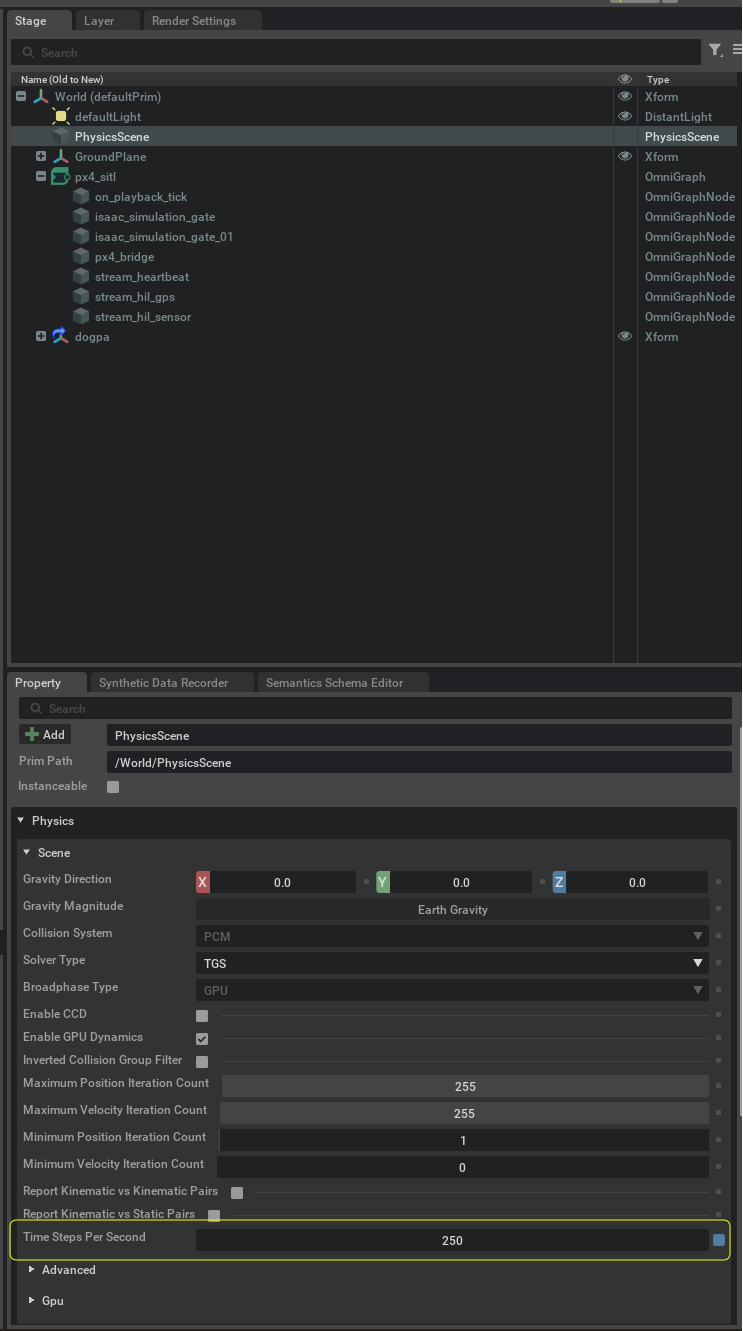 Stage Layer Render Settings
Search
Name (Old to New) Type
World (defaultPrim) Xform
defaultLight DistantLight
PhysicsScene PhysicsScene
GroundPlane Xform
px4_sitl OmniGraph
on_playback_tick OmniGraphNode
isaac_simulation_gate OmniGraphNode
isaac_simulation_gate_01 OmniGraphNode
px4_bridge OmniGraphNode
stream_heartbeat OmniGraphNode
stream_hil_gps OmniGraphNode
stream_hil_sensor OmniGraphNode
dogpa Xform
Property Synthetic Data Recorder Semantics Schema Editor
Search
Add PhysicsScene
Prim Path /World/PhysicsScene
Instanceable
Physics
Scene
Gravity Direction X 0.0 Y 0.0 Z 0.0
Gravity Magnitude Earth Gravity
Collision System PCM
Solver Type TGS
Broadphase Type GPU
Enable CCD
Enable GPU Dynamics
Inverted Collision Group Filter
Maximum Position Iteration Count 255
Maximum Velocity Iteration Count 255
Minimum Position Iteration Count 1
Minimum Velocity Iteration Count 0
Report Kinematic vs Kinematic Pairs
Report Kinematic vs Static Pairs
Time Steps Per Second 250
Advanced
Gpu